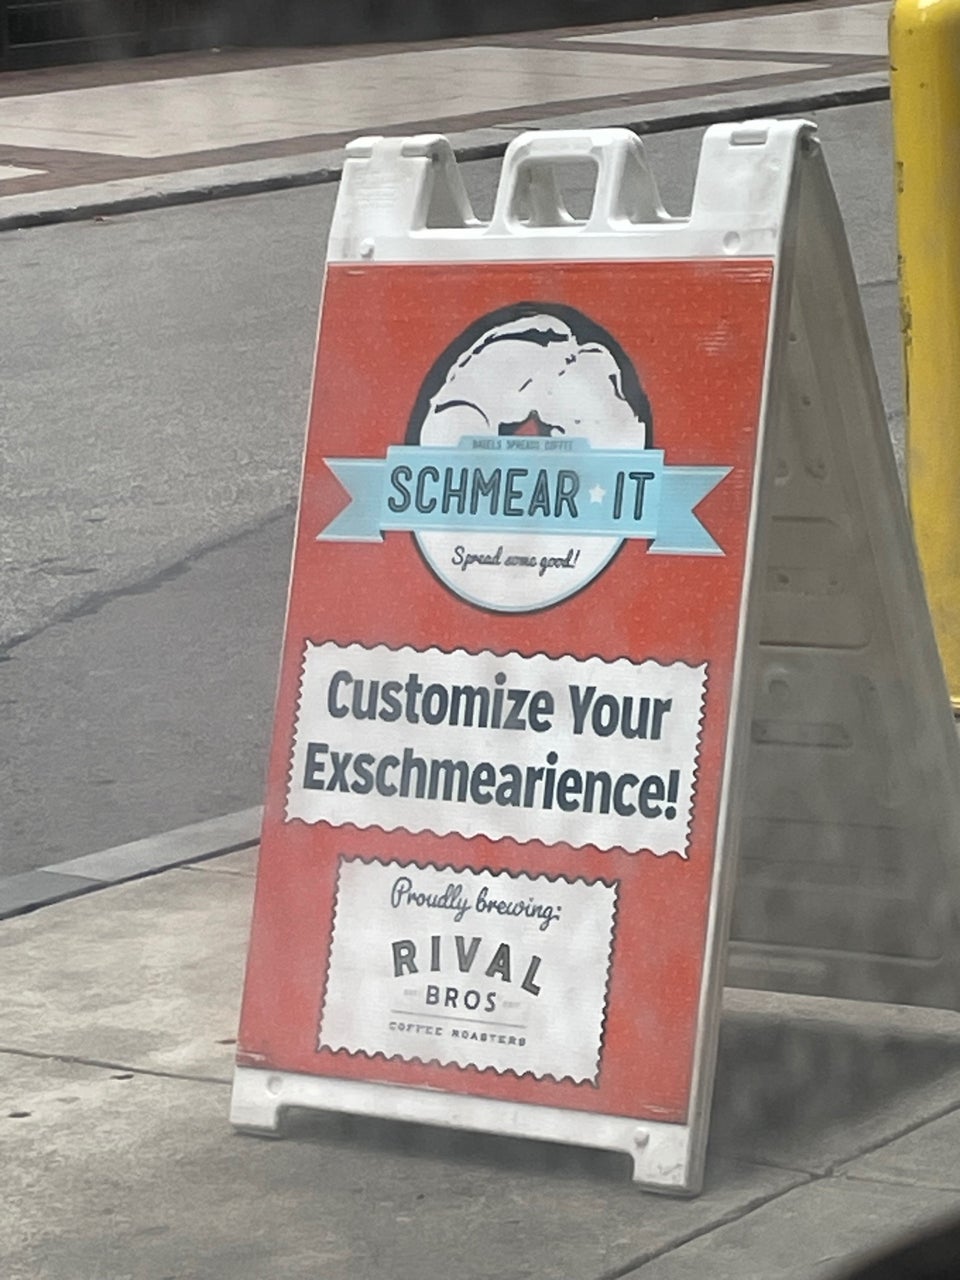 BAGELS SPREADS COFFEE
SCHMEAR IT
Spread some good!
Customize Your
Exschmearience!
Proudly brewing:
RIVAL
BROS
COFFEE ROASTERS